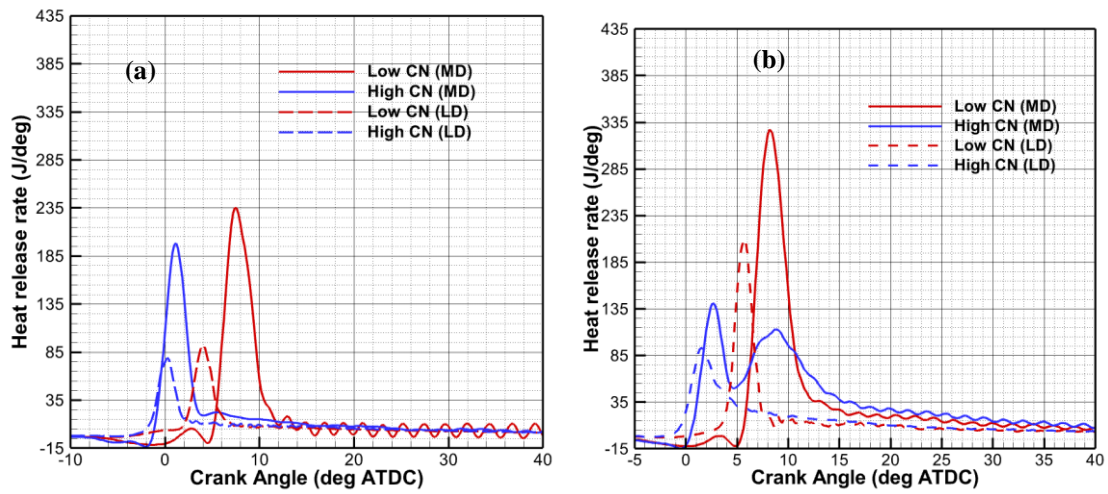 (a)
Low CN (MD)
High CN (MD)
Low CN (LD)
High CN (LD)
435
385
335
285
235
185
135
85
35
-15
Heat release rate (J/deg)
-10
0
10
20
30
40
Crank Angle (deg ATDC)
(b)
Low CN (MD)
High CN (MD)
Low CN (LD)
High CN (LD)
435
385
335
285
235
185
135
85
35
-15
Heat release rate (J/deg)
-5
0
5
10
15
20
25
30
35
40
Crank Angle (deg ATDC)